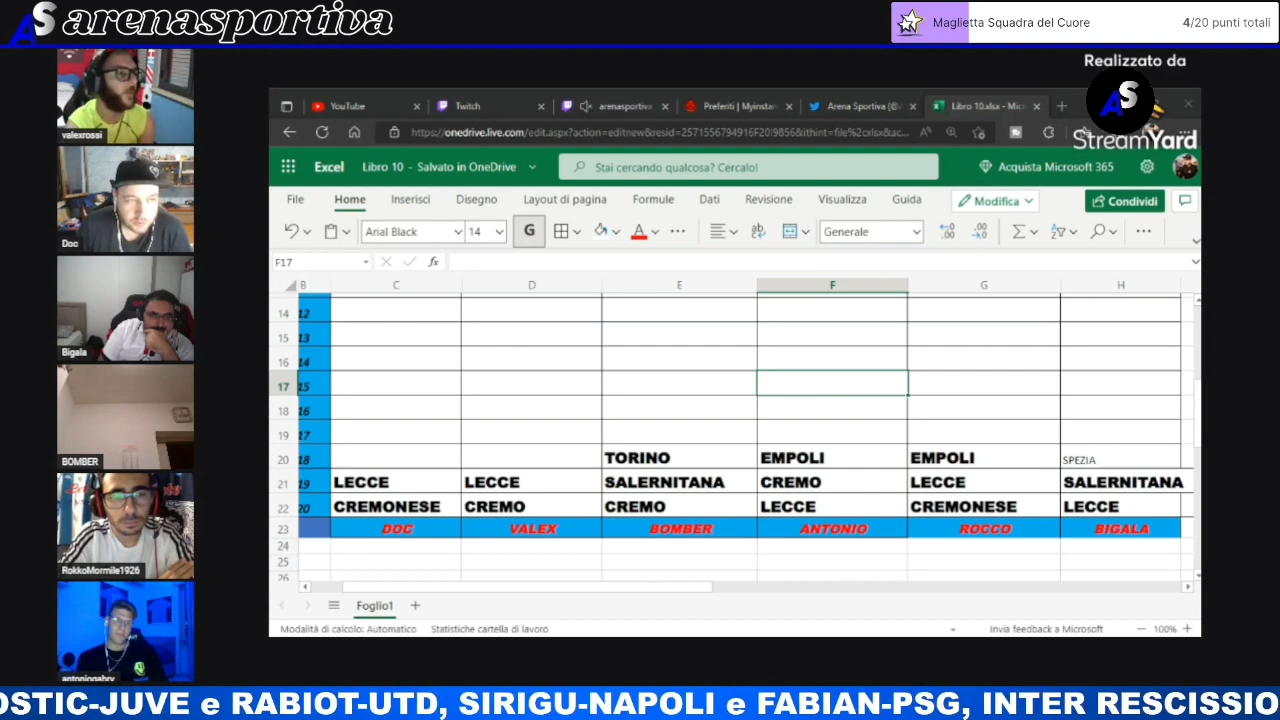 AS arenasportiva
Maglietta Squadra del Cuore 4/20 punti totali
Realizzato da
AS
StreamYard
valexrossi
Doc
Bigala
BOMBER
RokkoMormile1926
antoniogabry
YouTube Twitch arenasportiva Preferiti | Myinstan Arena Sportiva (@ Libro 10.xlsx - Micr
https://onedrive.live.com/edit.aspx?action=editnew&resid=
Excel Libro 10 - Salvato in OneDrive Stai cercando qualcosa? Cercalo! Acquista Microsoft 365
File Home Inserisci Disegno Layout di pagina Formule Dati Revisione Visualizza Guida Modifica Condividi
Arial Black 14 G A Generale
F17 fx
B C D E F G H
14 12
15 13
16 14
17 15
18 16
19 17
20 18 TORINO EMPOLI EMPOLI SPEZIA
21 19 LECCE LECCE SALERNITANA CREMO LECCE SALERNITANA
22 20 CREMONESE CREMO CREMO LECCE CREMONESE LECCE
23 DOC VALEX BOMBER ANTONIO ROCCO BIGALA
24
25
26
Foglio1
Modalità di calcolo: Automatico Statistiche cartella di lavoro Invia feedback a Microsoft 100%
OSTIC-JUVE e RABIOT-UTD, SIRIGU-NAPOLI e FABIAN-PSG, INTER RESCISSIO